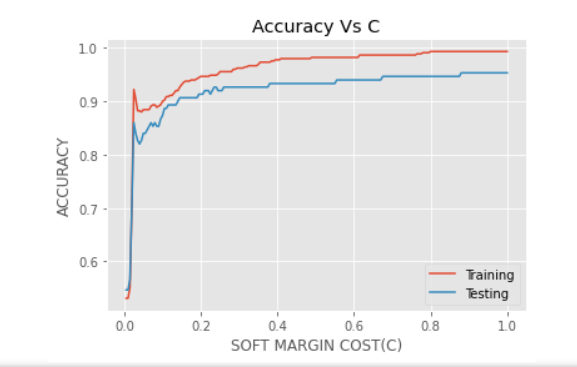 Accuracy Vs C
1.0
0.9
0.8
0.7
0.6
ACCURACY
Training
Testing
0.0 0.2 0.4 0.6 0.8 1.0
SOFT MARGIN COST(C)